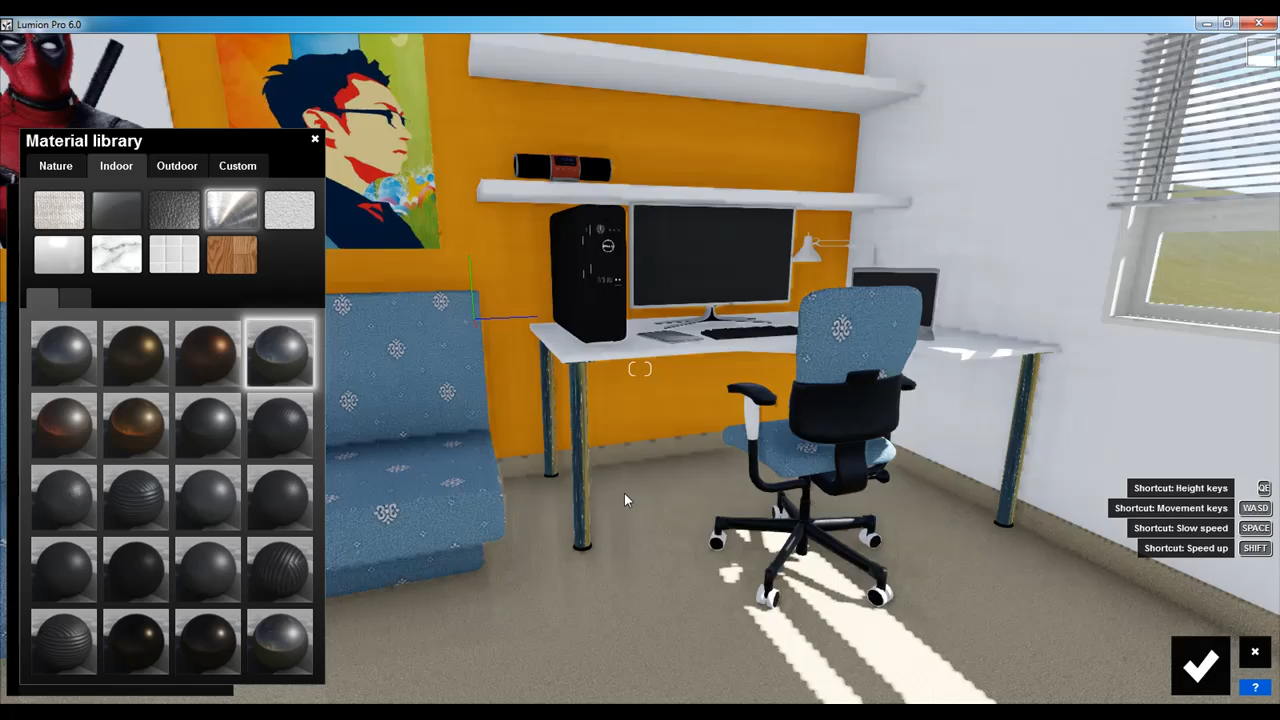 Lumion Pro 6.0
Material library
Nature
Indoor
Outdoor
Custom
Shortcut: Height keys
QE
Shortcut: Movement keys
WASD
Shortcut: Slow speed
SPACE
Shortcut: Speed up
SHIFT
?